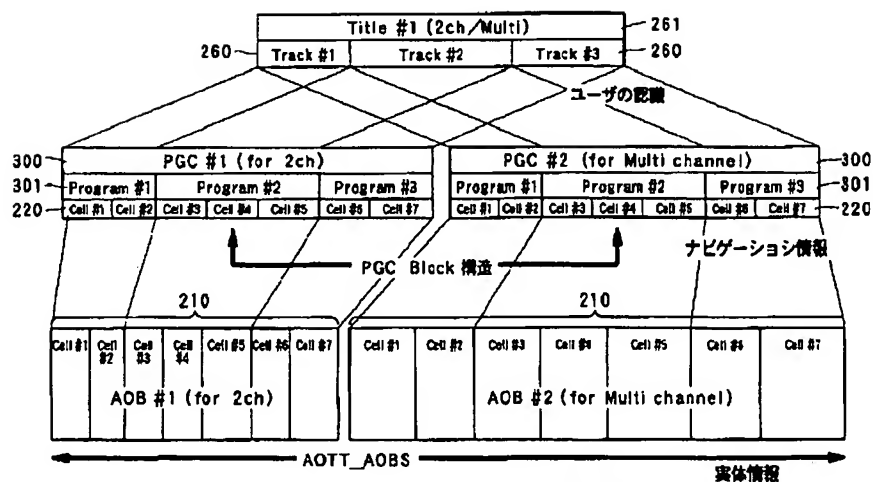 Title #1 (2ch/Multi)
261
260
Track #1
Track #2
Track #3
260
ユーザの認識
300
PGC #1 (for 2ch)
PGC #2 (for Multi channel)
300
301
Program #1
Program #2
Program #3
Program #1
Program #2
Program #3
301
220
Cell #1
Cell #2
Cell #3
Cell #4
Cell #5
Cell #6
Cell #7
Cell #1
Cell #2
Cell #3
Cell #4
Cell #5
Cell #6
Cell #7
220
ナビゲーション情報
PGC Block 構造
210
210
Cell #1
Cell #2
Cell #3
Cell #4
Cell #5
Cell #6
Cell #7
Cell #1
Cell #2
Cell #3
Cell #4
Cell #5
Cell #6
Cell #7
AOB #1 (for 2ch)
AOB #2 (for Multi channel)
AOTT_AOBS
実体情報